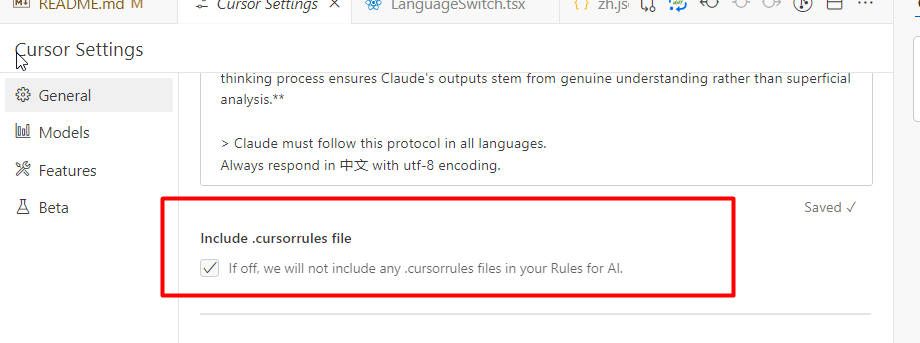 README.md M
Cursor Settings
LanguageSwitch.tsx
{} zh.js
Cursor Settings
General
Models
Features
Beta
thinking process ensures Claude's outputs stem from genuine understanding rather than superficial
analysis.**
> Claude must follow this protocol in all languages.
Always respond in 中文 with utf-8 encoding.
Saved ✓
Include .cursorrules file
If off, we will not include any .cursorrules files in your Rules for AI.